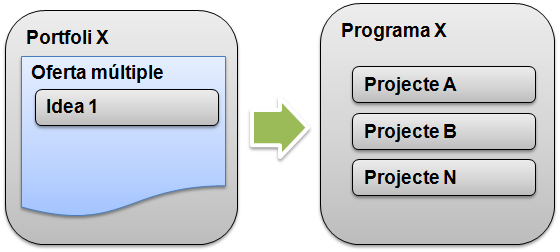 Portfoli X
Oferta múltiple
Idea 1
Programa X
Projecte A
Projecte B
Projecte N